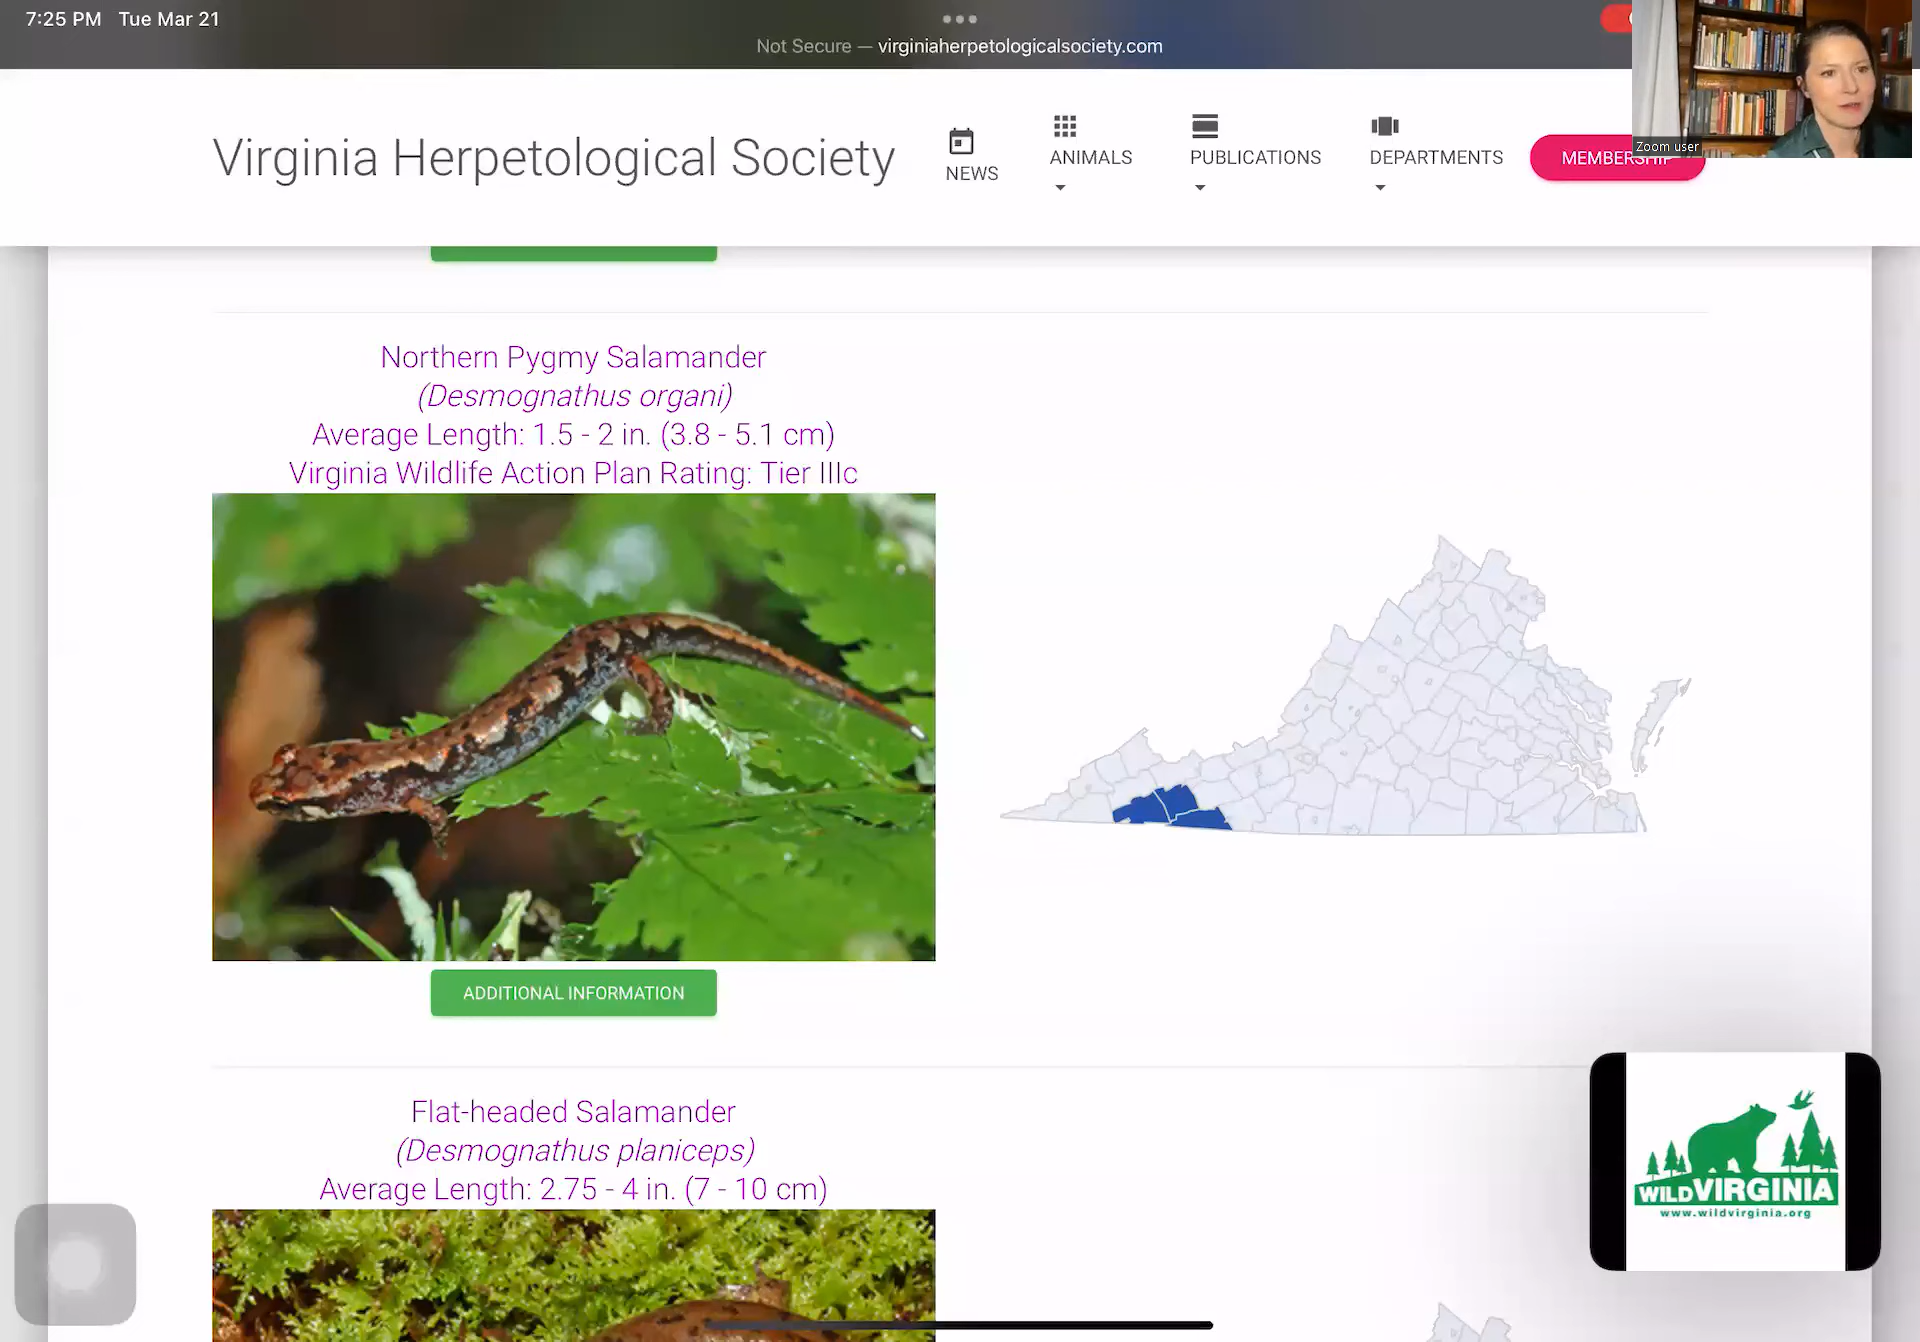 7:25 PM Tue Mar 21
Not Secure — virginiaherpetologicalsociety.com
Zoom user
Virginia Herpetological Society
NEWS
ANIMALS
PUBLICATIONS
DEPARTMENTS
MEMBERSHIP
Northern Pygmy Salamander
(Desmognathus organi)
Average Length: 1.5 - 2 in. (3.8 - 5.1 cm)
Virginia Wildlife Action Plan Rating: Tier IIIc
ADDITIONAL INFORMATION
Flat-headed Salamander
(Desmognathus planiceps)
Average Length: 2.75 - 4 in. (7 - 10 cm)
WILD VIRGINIA
www.wildvirginia.org